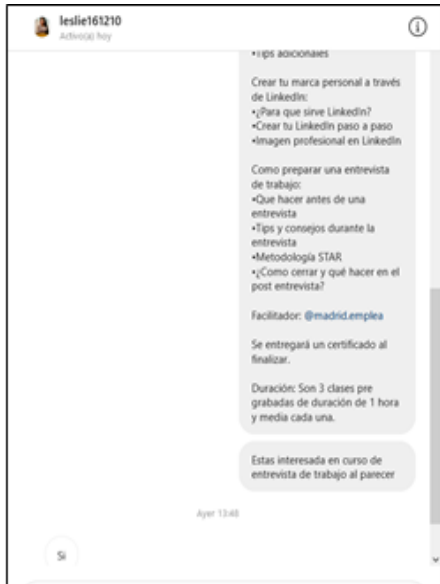 leslie161210
Activo(a) hoy
•Tips adicionales
Crear tu marca personal a través
de LinkedIn:
•¿Para que sirve LinkedIn?
•Crear tu LinkedIn paso a paso
•Imagen profesional en LinkedIn
Como preparar una entrevista
de trabajo:
•Que hacer antes de una
entrevista
•Tips y consejos durante la
entrevista
•Metodología STAR
•¿Como cerrar y qué hacer en el
post entrevista?
Facilitador: @madrid.emplea
Se entregará un certificado al
finalizar.
Duración: Son 3 clases pre
grabadas de duración de 1 hora
y media cada una.
Estas interesada en curso de
entrevista de trabajo al parecer
Ayer 13:48
Si